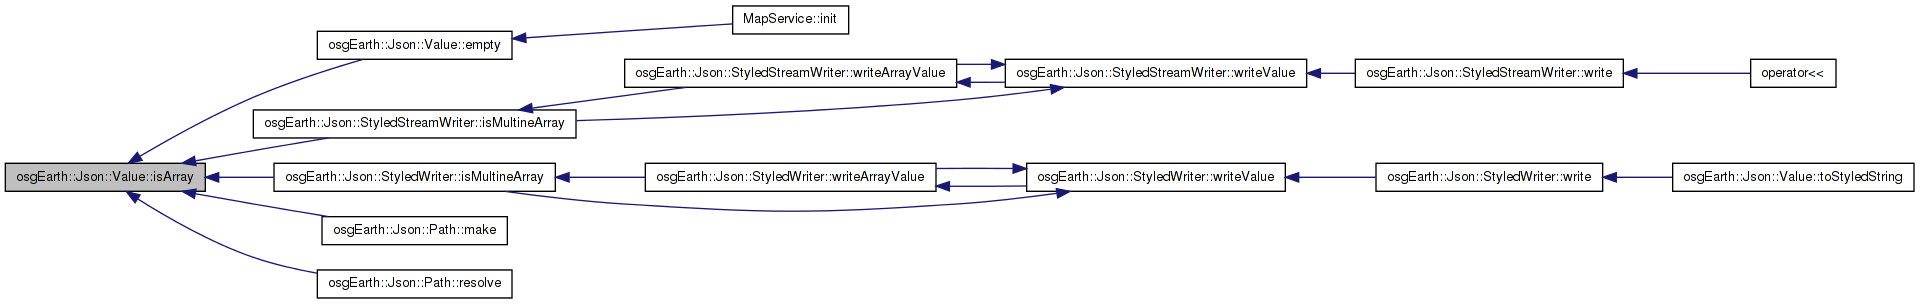 MapService::init
osgEarth::Json::Value::empty
osgEarth::Json::StyledStreamWriter::writeArrayValue
osgEarth::Json::StyledStreamWriter::writeValue
osgEarth::Json::StyledStreamWriter::write
operator<<
osgEarth::Json::StyledStreamWriter::isMultineArray
osgEarth::Json::Value::isArray
osgEarth::Json::StyledWriter::isMultineArray
osgEarth::Json::StyledWriter::writeArrayValue
osgEarth::Json::StyledWriter::writeValue
osgEarth::Json::StyledWriter::write
osgEarth::Json::Value::toStyledString
osgEarth::Json::Path::make
osgEarth::Json::Path::resolve